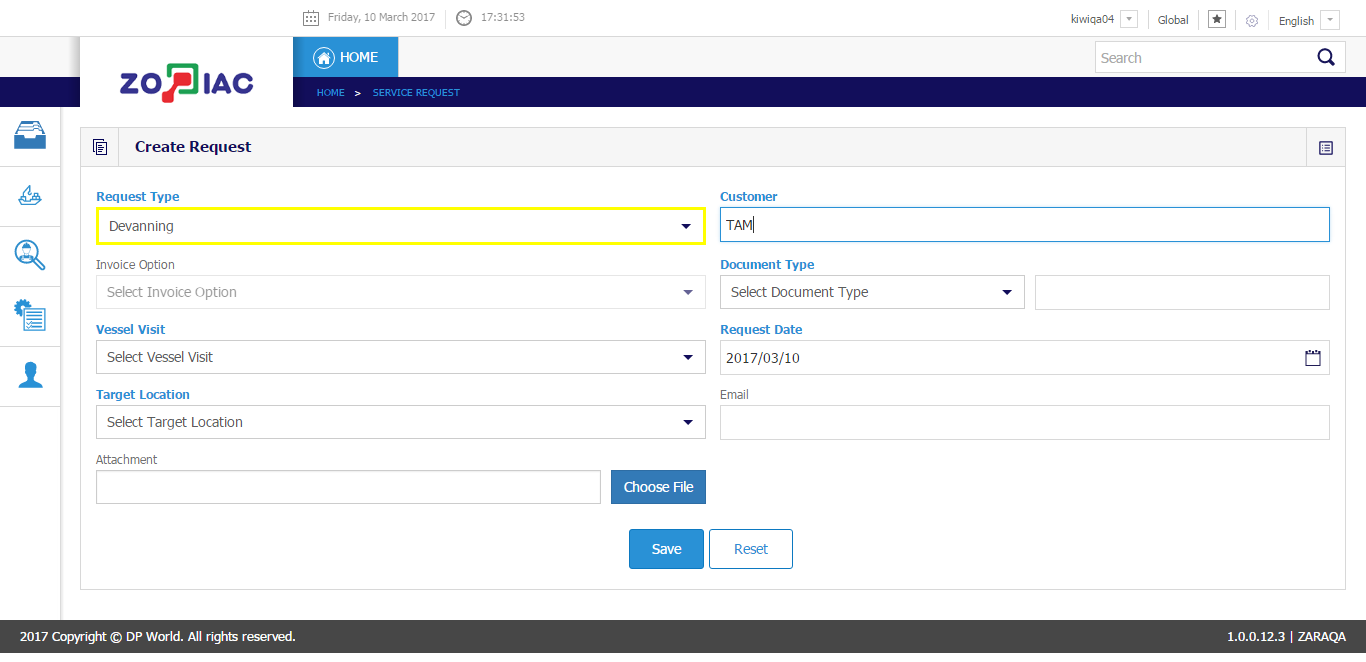 Friday, 10 March 2017 17:31:53 kiwiqa04 Global English
ZODIAC HOME Search
HOME > SERVICE REQUEST
Create Request
Request Type Customer
Devanning TAM
Invoice Option Document Type
Select Invoice Option Select Document Type
Vessel Visit Request Date
Select Vessel Visit 2017/03/10
Target Location Email
Select Target Location
Attachment
Choose File
Save Reset
2017 Copyright © DP World. All rights reserved. 1.0.0.12.3 | ZARAQA